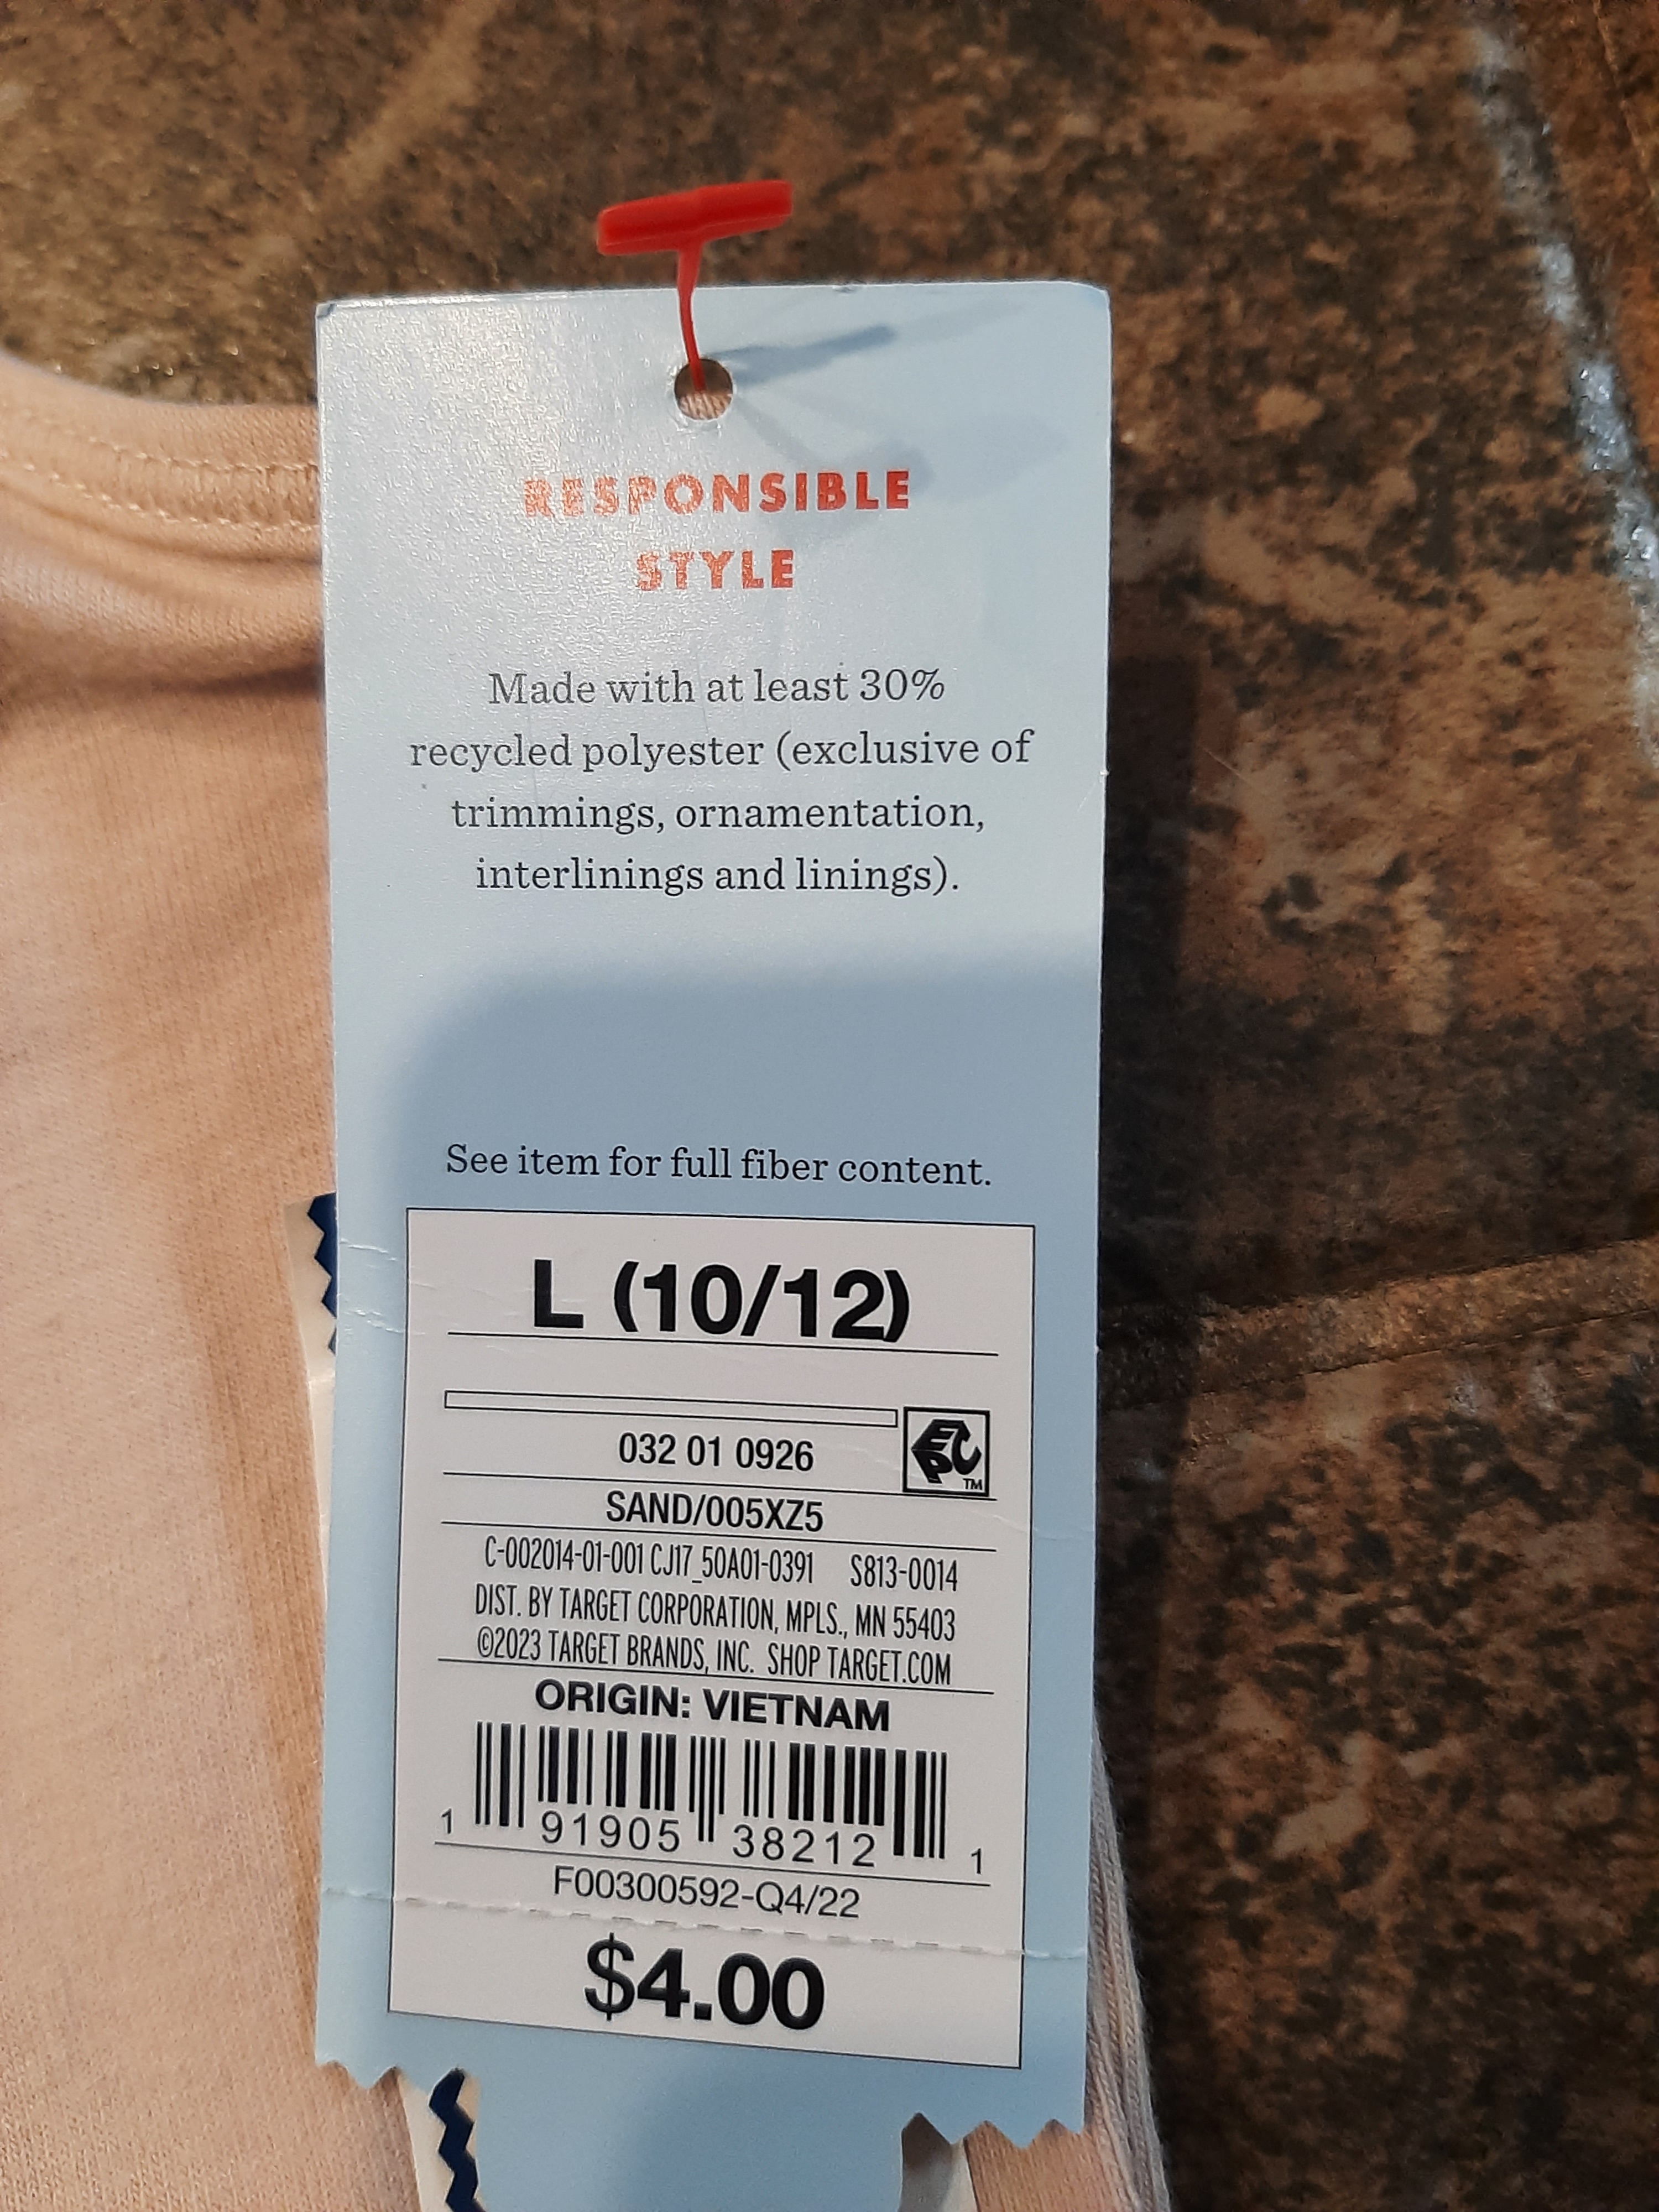 RESPONSIBLE
STYLE
Made with at least 30%
recycled polyester (exclusive of
trimmings, ornamentation,
interlinings and linings).
See item for full fiber content.
L (10/12)
EPC
TM
032 01 0926
SAND/005XZ5
C-002014-01-001 CJ17_50A01-0391 S813-0014
DIST. BY TARGET CORPORATION, MPLS., MN 55403
©2023 TARGET BRANDS, INC. SHOP TARGET.COM
ORIGIN: VIETNAM
1 91905 38212 1
F00300592-Q4/22
$4.00